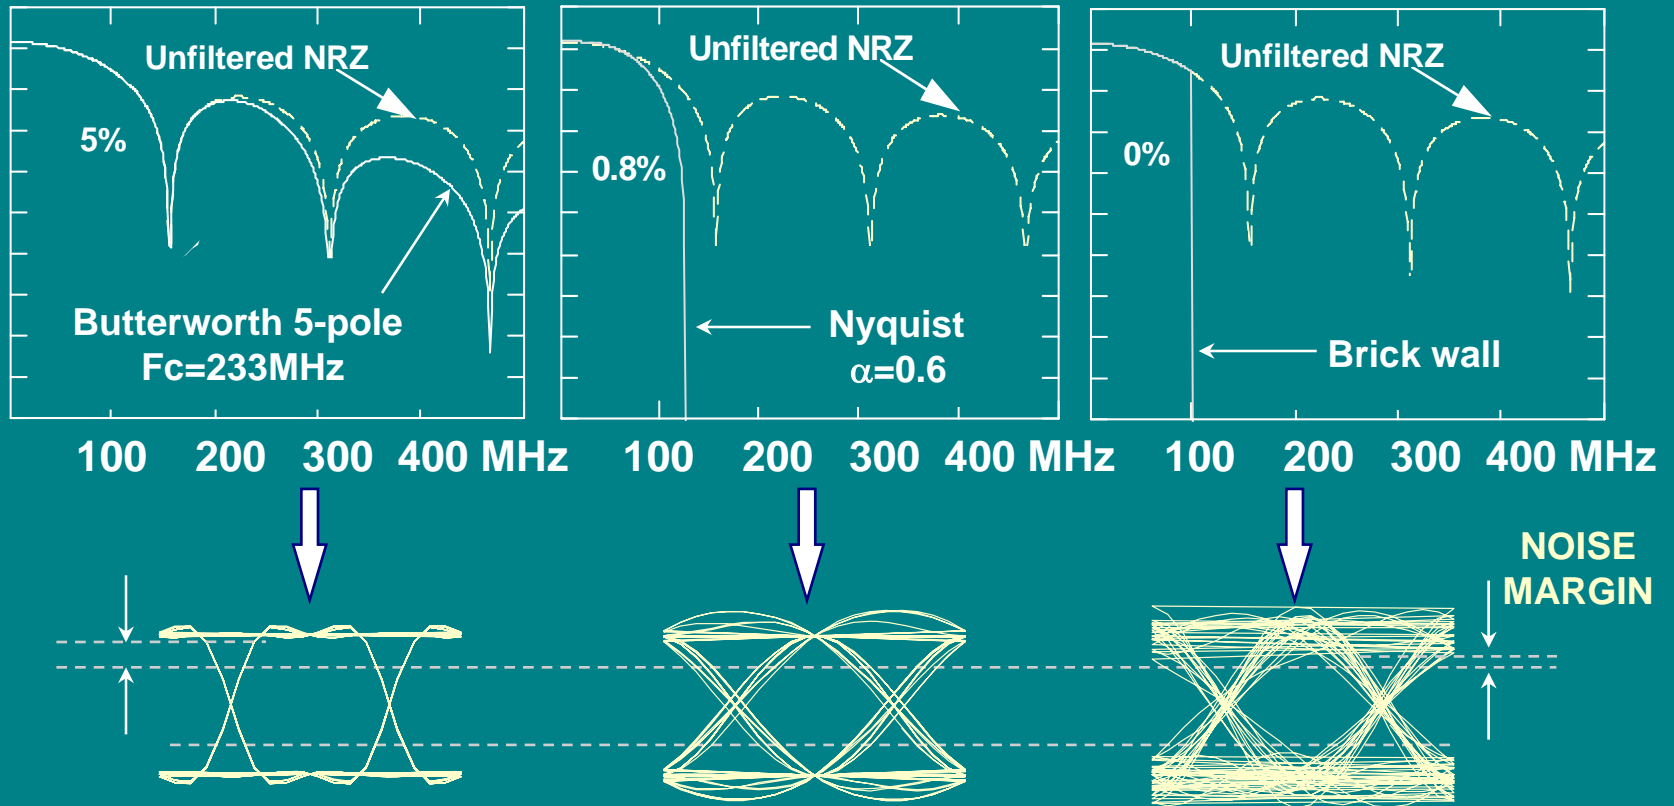 Unfiltered NRZ
5%
Butterworth 5-pole
Fc=233MHz
100 200 300 400 MHz
Unfiltered NRZ
0.8%
Nyquist
α=0.6
100 200 300 400 MHz
Unfiltered NRZ
0%
Brick wall
100 200 300 400 MHz
NOISE
MARGIN